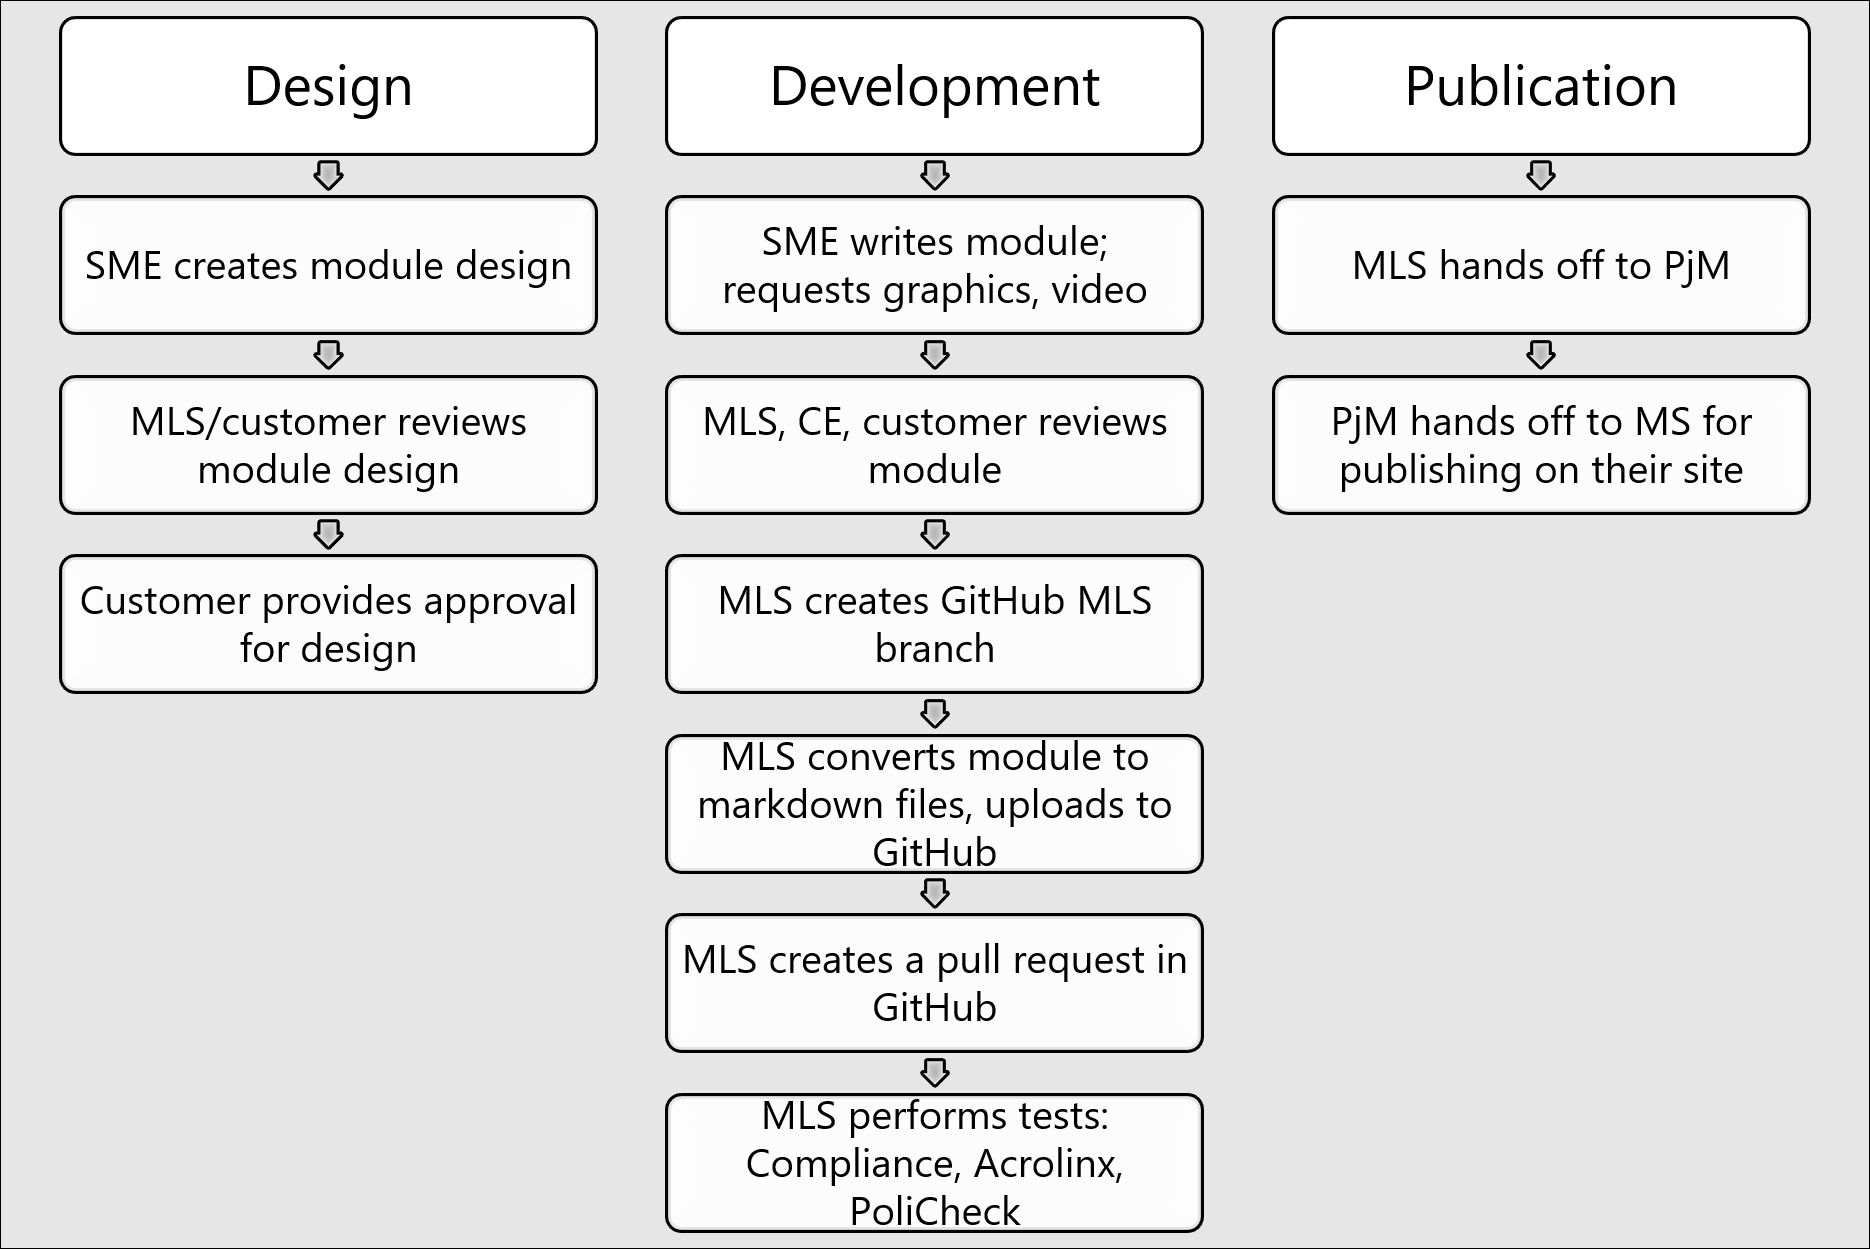 Design
SME creates module design
MLS/customer reviews
module design
Customer provides approval
for design
Development
SME writes module;
requests graphics, video
MLS, CE, customer reviews
module
MLS creates GitHub MLS
branch
MLS converts module to
markdown files, uploads to
GitHub
MLS creates a pull request in
GitHub
MLS performs tests:
Compliance, Acrolinx,
PoliCheck
Publication
MLS hands off to PjM
PjM hands off to MS for
publishing on their site